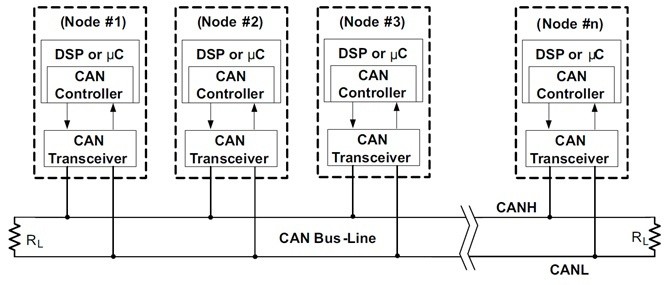 (Node #1)
(Node #2)
(Node #3)
(Node #n)
DSP or µC
DSP or µC
DSP or µC
DSP or µC
CAN
Controller
CAN
Controller
CAN
Controller
CAN
Controller
CAN
Transceiver
CAN
Transceiver
CAN
Transceiver
CAN
Transceiver
CANH
RL
CAN Bus-Line
RL
CANL